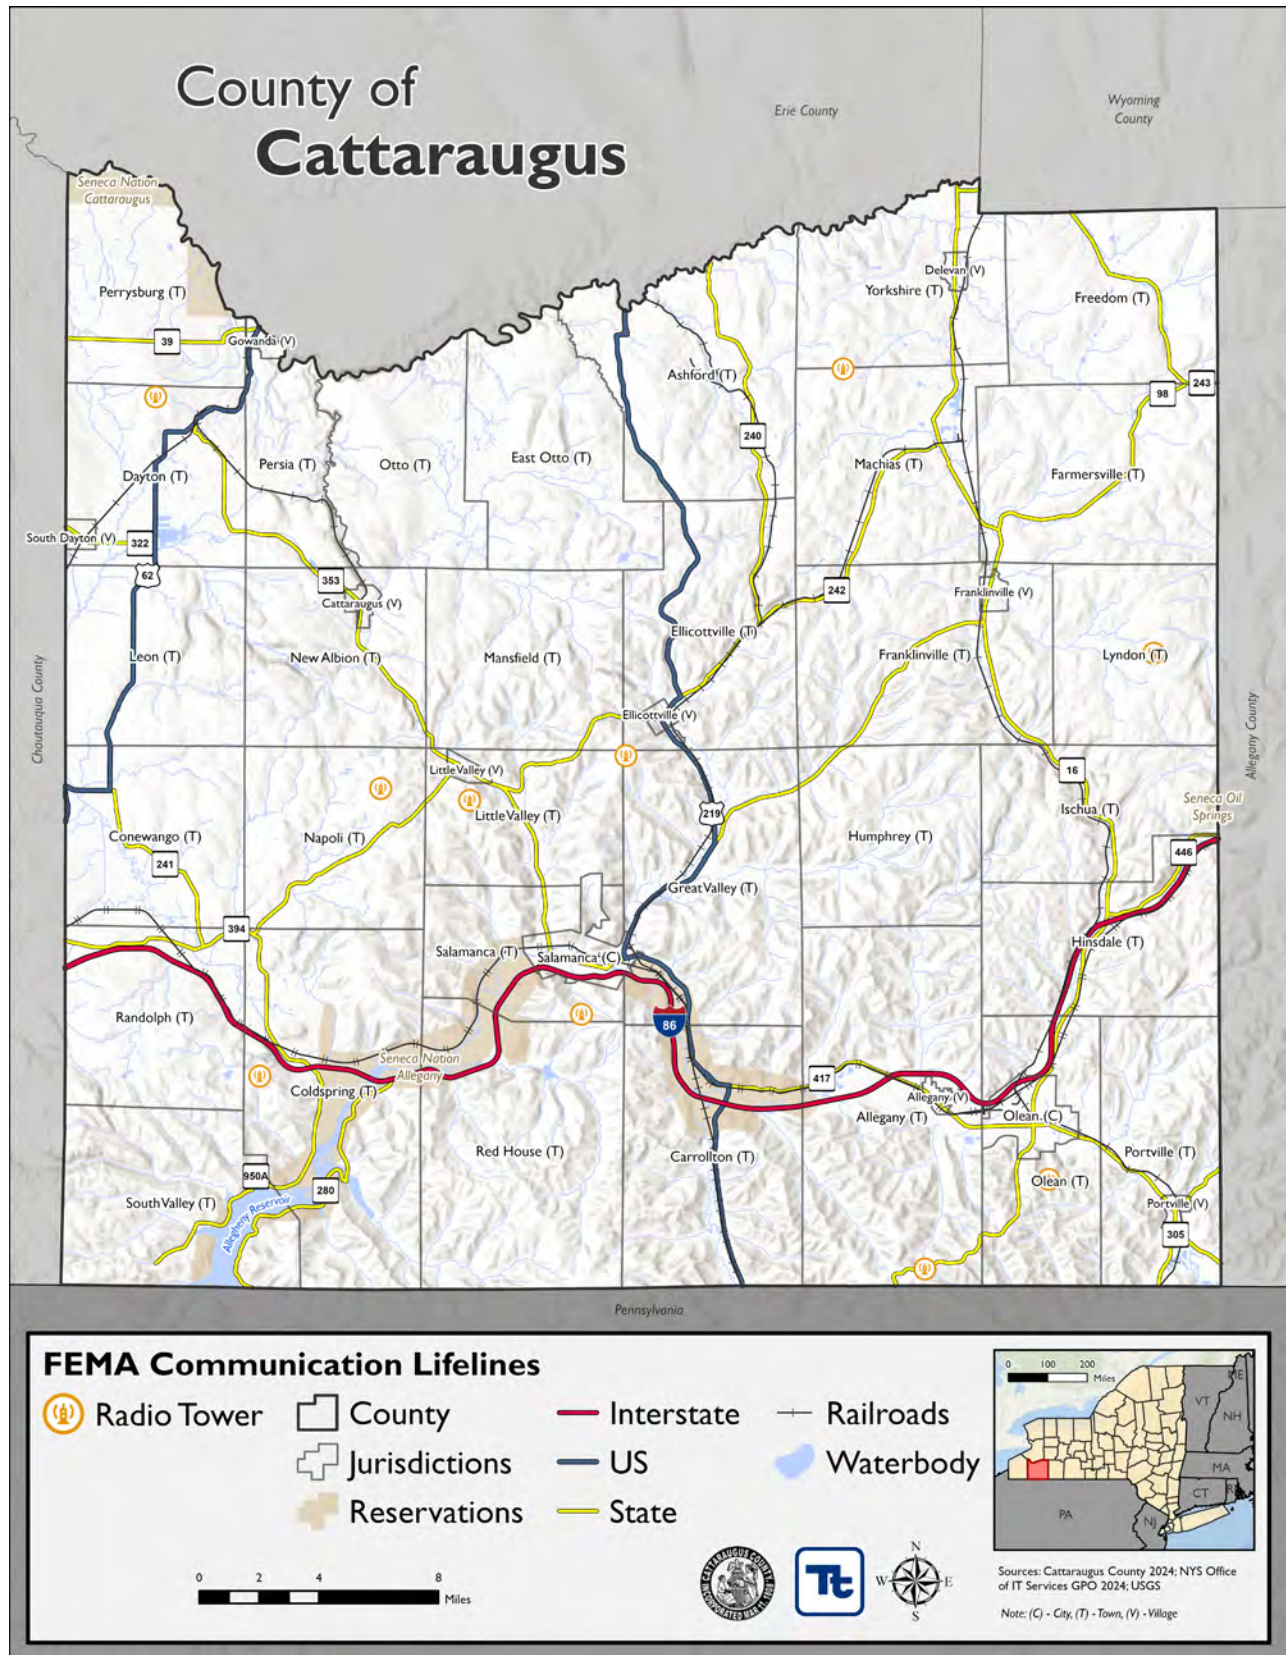 County of
Cattaraugus
Erie County
Wyoming
County
Seneca Nation
Cattaraugus
Delevan (V)
Yorkshire (T)
Perrysburg (T)
Freedom (T)
39
Gowanda (V)
Ashford (T)
98
243
240
Persia (T)
Otto (T)
East Otto (T)
Machias (T)
Dayton (T)
Farmersville (T)
South Dayton (V)
322
62
353
242
Franklinville (V)
Cattaraugus (V)
Ellicottville (T)
Leon (T)
New Albion (T)
Mansfield (T)
Franklinville (T)
Lyndon (T)
Chautauqua County
Allegany County
Ellicottville (V)
Little Valley (V)
16
Seneca Oil
Springs
Little Valley (T)
219
Ischua (T)
Conewango (T)
Napoli (T)
Humphrey (T)
241
446
Great Valley (T)
394
Salamanca (T)
Salamanca (C)
Hinsdale (T)
Randolph (T)
86
Seneca Nation
Allegany
417
Coldspring (T)
Allegany (V)
Allegany (T)
Olean (C)
Red House (T)
Carrollton (T)
Portville (T)
950A
280
Olean (T)
South Valley (T)
Allegheny Reservoir
Portville (V)
305
Pennsylvania
FEMA Communication Lifelines
Radio Tower
County
Interstate
Railroads
Jurisdictions
US
Waterbody
Reservations
State
0 2 4 8
Miles
CATTARAUGUS COUNTY, INCORPORATED MAR. 11, 1808
Tt
N
W
E
S
0 100 200
Miles
ME
VT
NH
MA
CT
RI
PA
NJ
Sources: Cattaraugus County 2024; NYS Office
of IT Services GPO 2024; USGS
Note: (C) - City, (T) - Town, (V) - Village